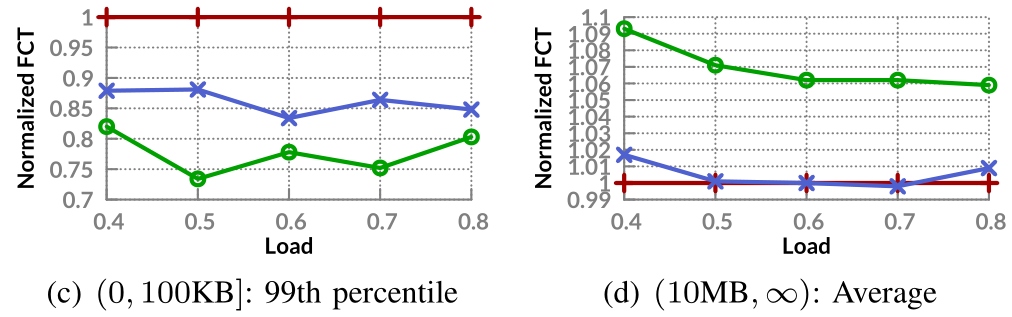 Normalized FCT
1
0.95
0.9
0.85
0.8
0.75
0.7
0.4 0.5 0.6 0.7 0.8
Load
(c) (0, 100KB]: 99th percentile
Normalized FCT
1.1
1.09
1.08
1.07
1.06
1.05
1.04
1.03
1.02
1.01
1
0.99
0.4 0.5 0.6 0.7 0.8
Load
(d) (10MB, ∞): Average